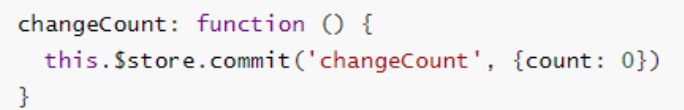 changeCount: function () {
  this.$store.commit('changeCount', {count: 0})
}